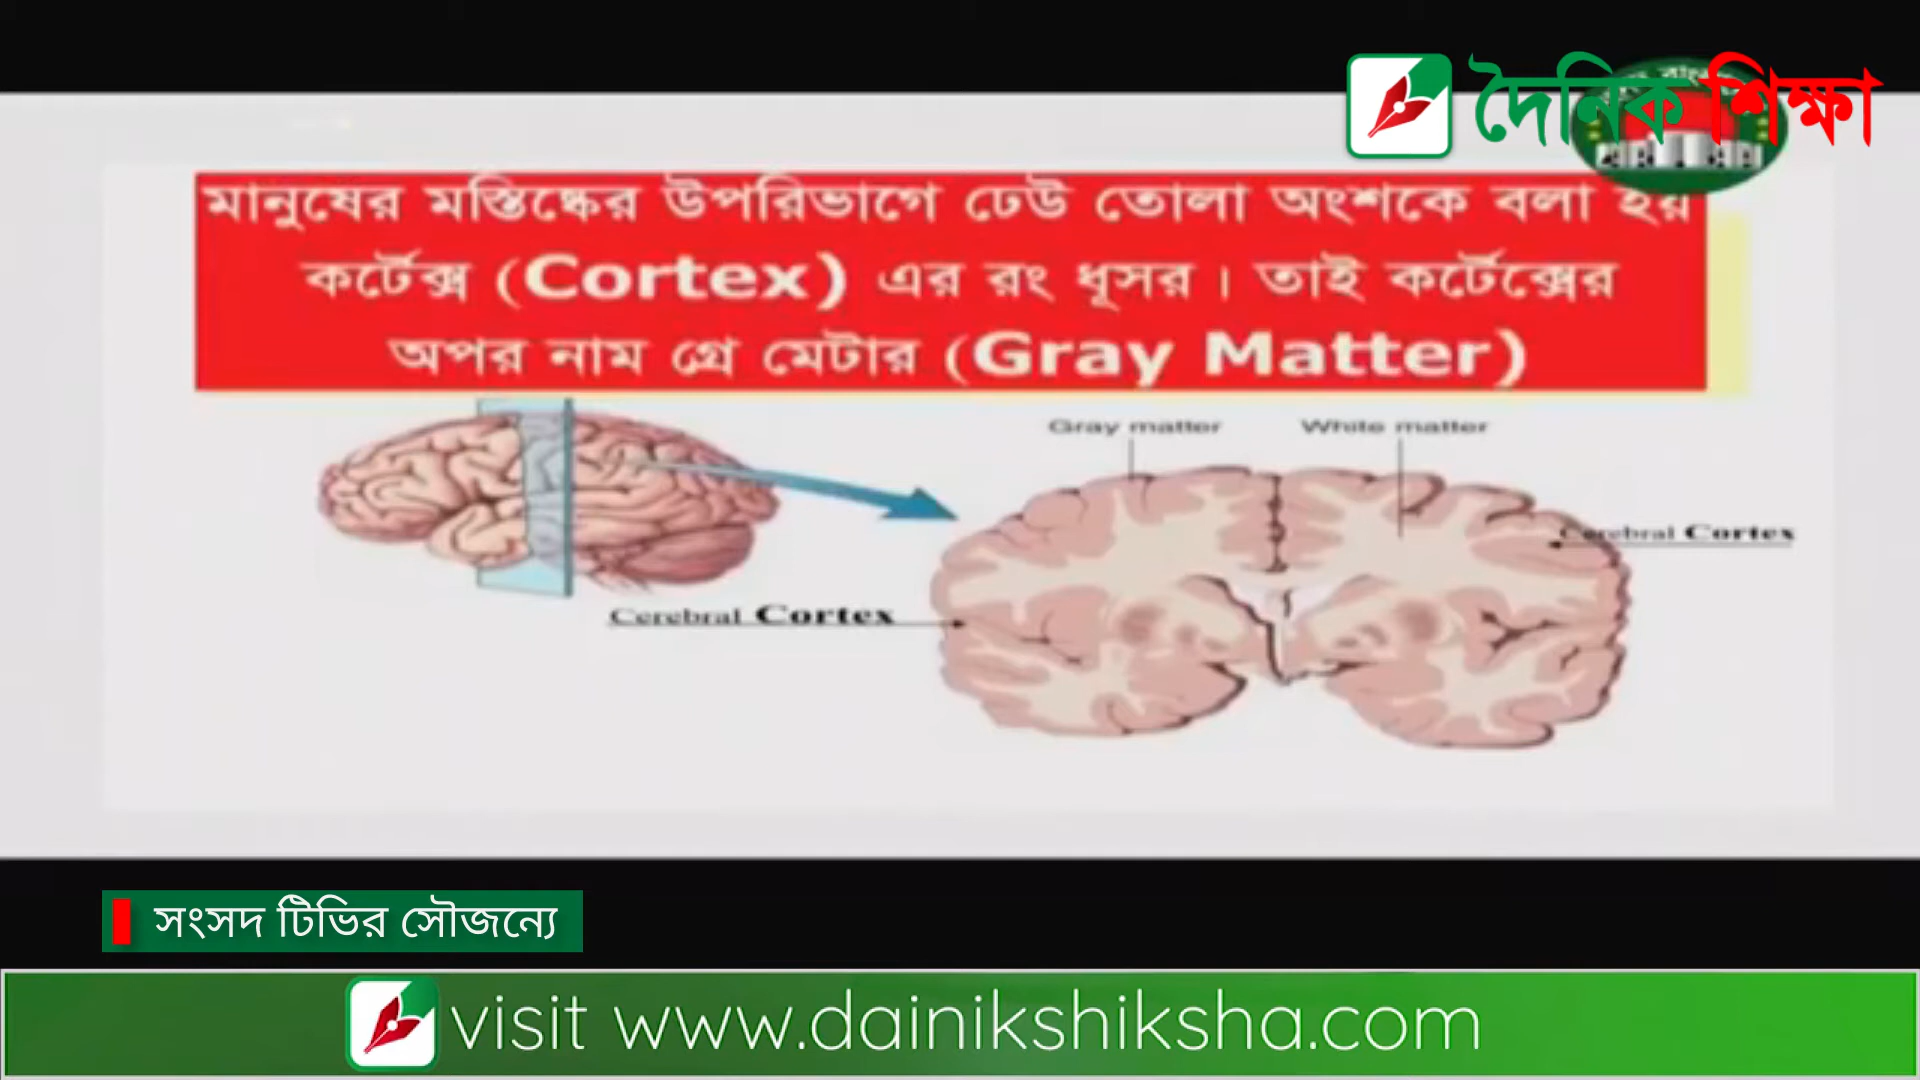 দৈনিক শিক্ষা
মানুষের মস্তিষ্কের উপরিভাগে ঢেউ তোলা অংশকে বলা হয়
কর্টেক্স (Cortex) এর রং ধূসর। তাই কর্টেক্সের
অপর নাম গ্রে মেটার (Gray Matter)
Gray matter
White matter
Cerebral Cortex
Cerebral Cortex
সংসদ টিভির সৌজন্যে
visit www.dainikshiksha.com